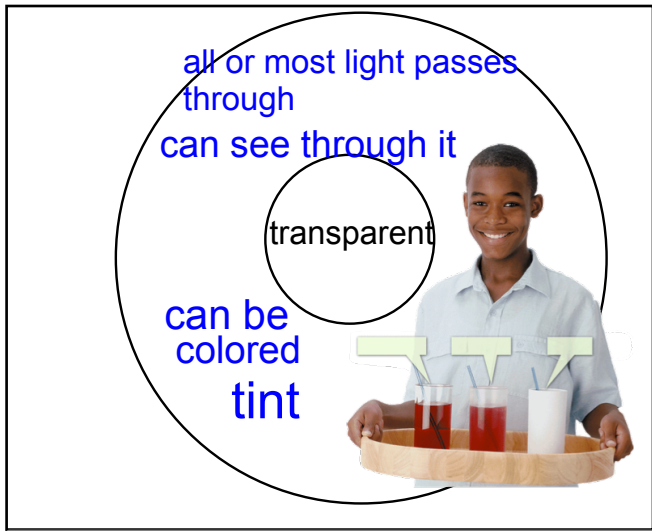 all or most light passes
through
can see through it
transparent
can be
colored
tint